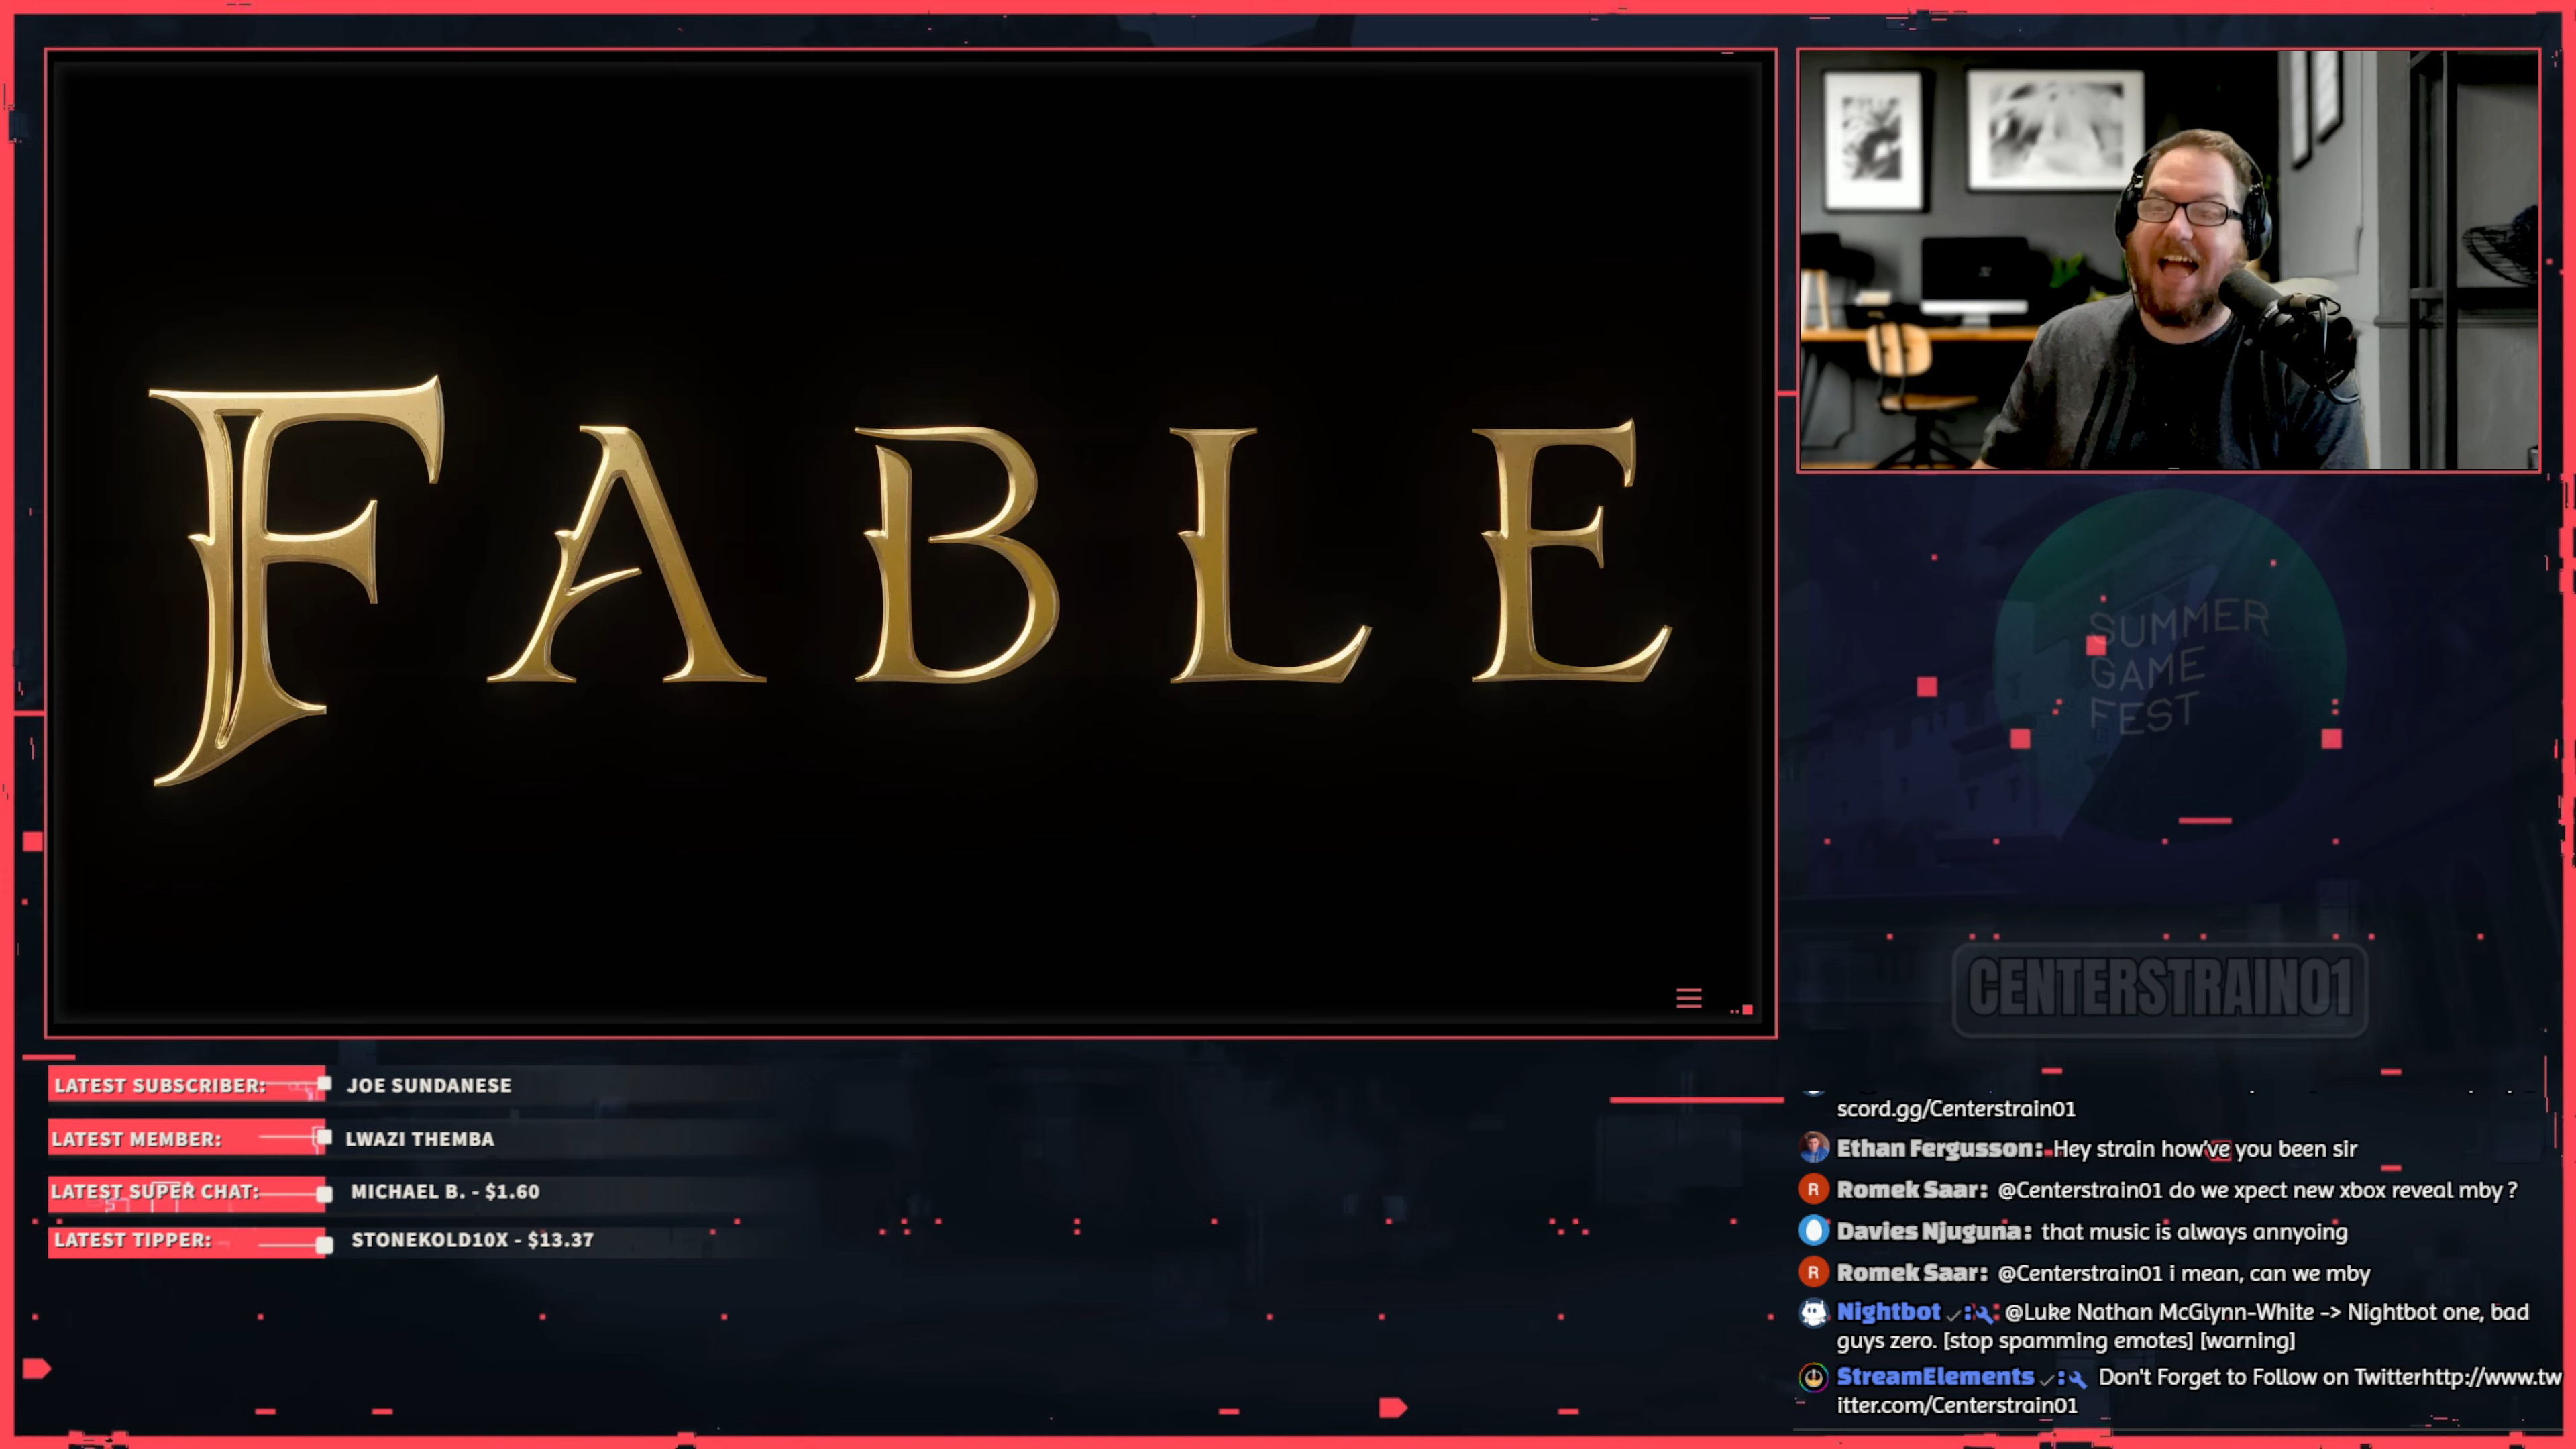 FABLE
SUMMER
GAME
FEST
CENTERSTRAIN01
LATEST SUBSCRIBER: JOE SUNDANESE
LATEST MEMBER: LWAZI THEMBA
LATEST SUPER CHAT: MICHAEL B. - $1.60
LATEST TIPPER: STONEKOLD10X - $13.37
scord.gg/Centerstrain01
Ethan Fergusson: Hey strain how've you been sir
R Romek Saar: @Centerstrain01 do we xpect new xbox reveal mby ?
Davies Njuguna: that music is always annyoing
R Romek Saar: @Centerstrain01 i mean, can we mby
Nightbot ✓: @Luke Nathan McGlynn-White -> Nightbot one, bad
guys zero. [stop spamming emotes] [warning]
StreamElements ✓: Don't Forget to Follow on Twitterhttp://www.tw
itter.com/Centerstrain01